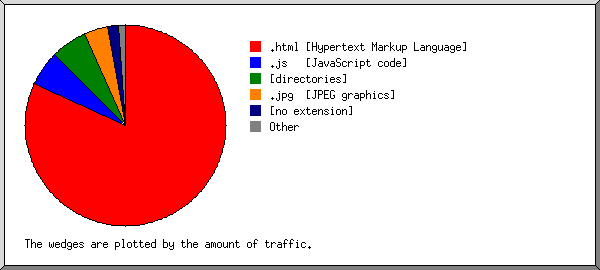 .html [Hypertext Markup Language]
.js [JavaScript code]
[directories]
.jpg [JPEG graphics]
[no extension]
Other
The wedges are plotted by the amount of traffic.